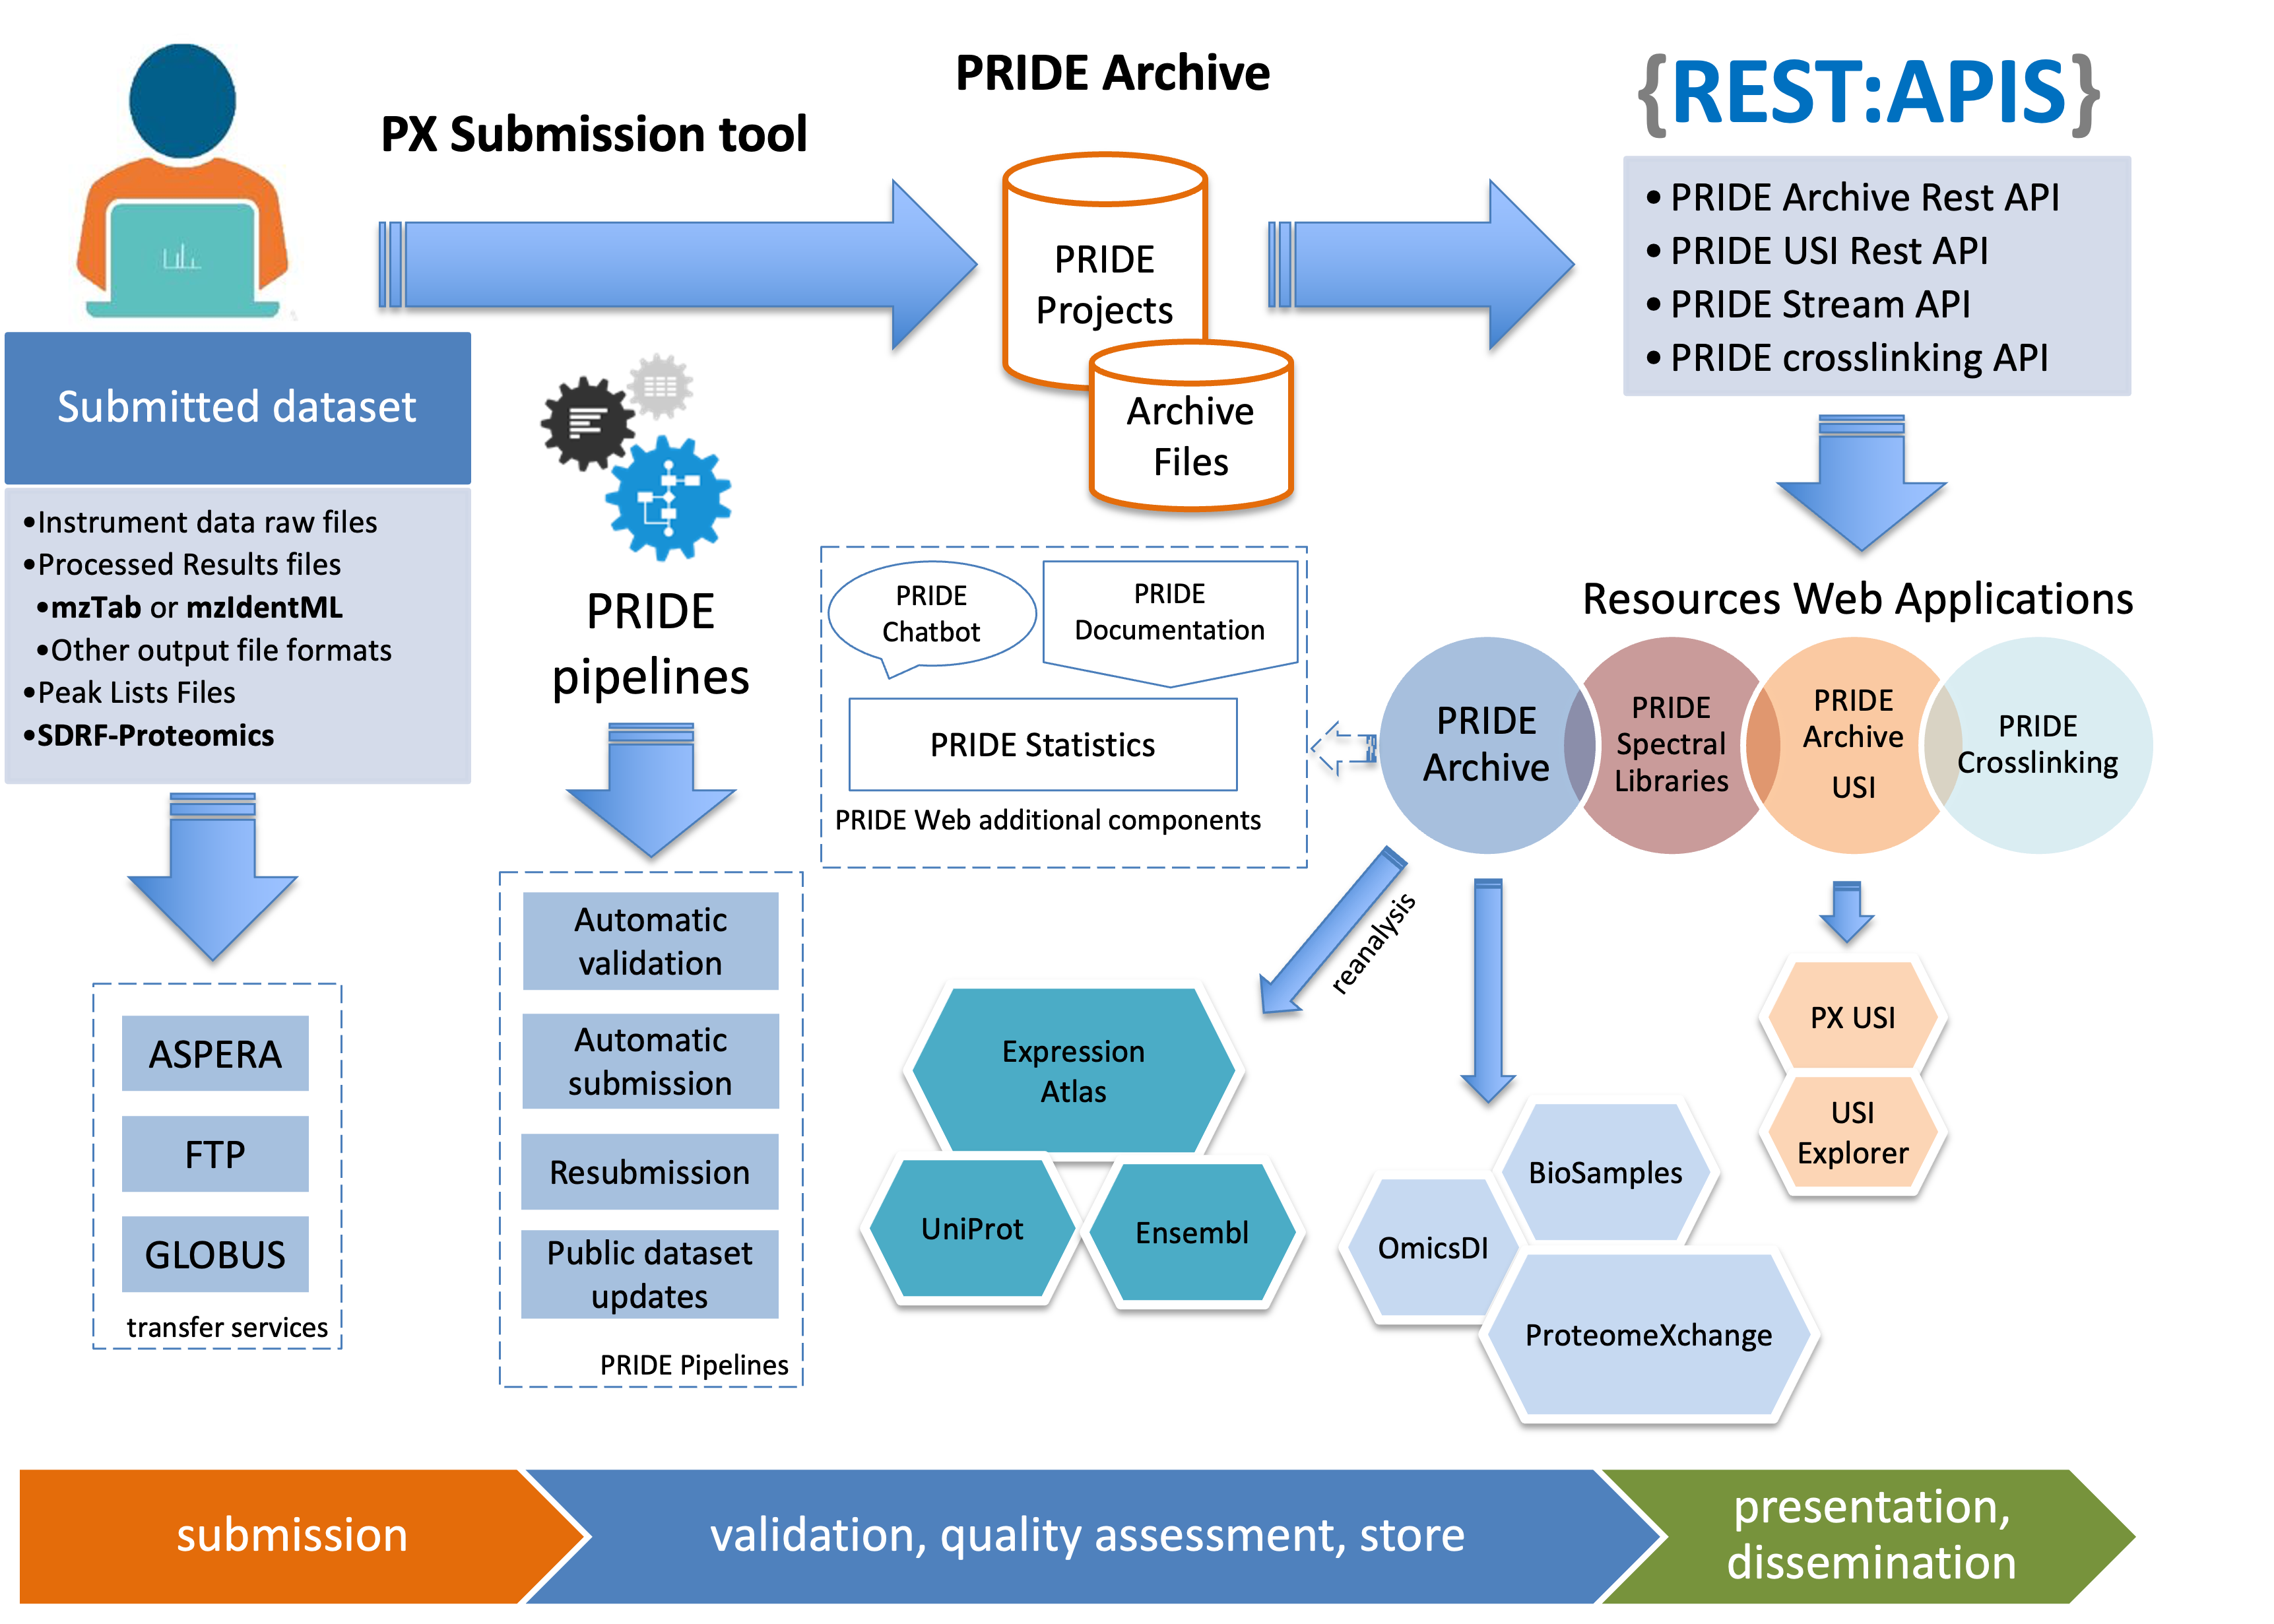 PX Submission tool
PRIDE Archive
{REST:APIS}
• PRIDE Archive Rest API
• PRIDE USI Rest API
• PRIDE Stream API
• PRIDE crosslinking API
PRIDE
Projects
Archive
Files
Submitted dataset
•Instrument data raw files
•Processed Results files
•mzTab or mzIdentML
•Other output file formats
•Peak Lists Files
•SDRF-Proteomics
ASPERA
FTP
GLOBUS
transfer services
PRIDE
pipelines
Automatic
validation
Automatic
submission
Resubmission
Public dataset
updates
PRIDE Pipelines
PRIDE
Chatbot
PRIDE
Documentation
PRIDE Statistics
PRIDE Web additional components
Resources Web Applications
PRIDE
Archive
PRIDE
Spectral
Libraries
PRIDE
Archive
USI
PRIDE
Crosslinking
reanalysis
Expression
Atlas
UniProt
Ensembl
BioSamples
OmicsDI
ProteomeXchange
PX USI
USI
Explorer
submission
validation, quality assessment, store
presentation,
dissemination